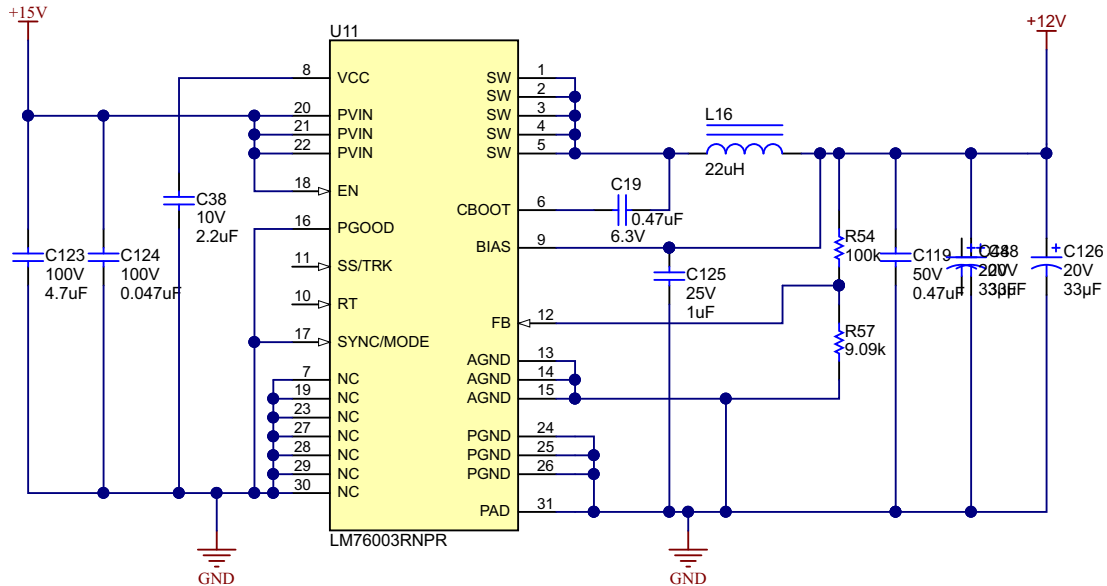 +15V
+12V
U11
8 VCC
20 PVIN
21 PVIN
22 PVIN
18 EN
16 PGOOD
11 SS/TRK
10 RT
17 SYNC/MODE
7 NC
19 NC
23 NC
27 NC
28 NC
29 NC
30 NC
SW 1
SW 2
SW 3
SW 4
SW 5
CBOOT 6
BIAS 9
FB 12
AGND 13
AGND 14
AGND 15
PGND 24
PGND 25
PGND 26
PAD 31
LM76003RNPR
C123
100V
4.7uF
C124
100V
0.047uF
C38
10V
2.2uF
GND
L16
22uH
C19
0.47uF
6.3V
C125
25V
1uF
R54
100k
R57
9.09k
C119
50V
0.47uF
C126
20V
33µF
GND